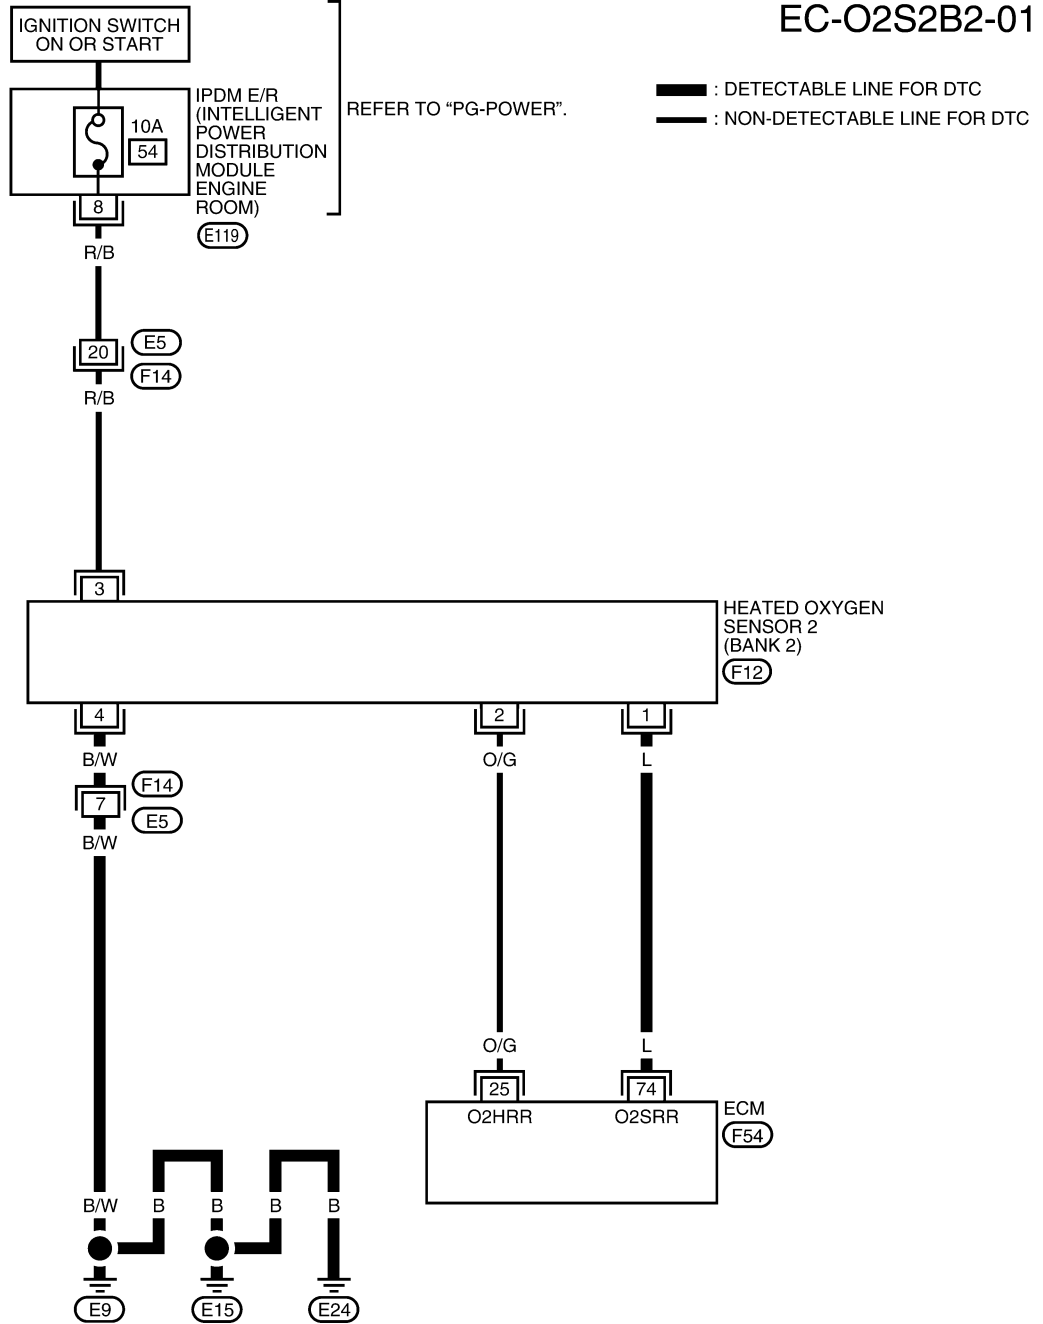 EC-O2S2B2-01
IGNITION SWITCH
ON OR START
IPDM E/R
(INTELLIGENT
POWER
DISTRIBUTION
MODULE
ENGINE
ROOM)
E119
10A
54
8
REFER TO “PG-POWER”.
: DETECTABLE LINE FOR DTC
: NON-DETECTABLE LINE FOR DTC
R/B
20
E5
F14
R/B
3
HEATED OXYGEN
SENSOR 2
(BANK 2)
F12
4
2
1
B/W
O/G
L
F14
7
E5
B/W
O/G
L
25
74
O2HRR
O2SRR
ECM
F54
B/W
B
B
B
B
E9
E15
E24